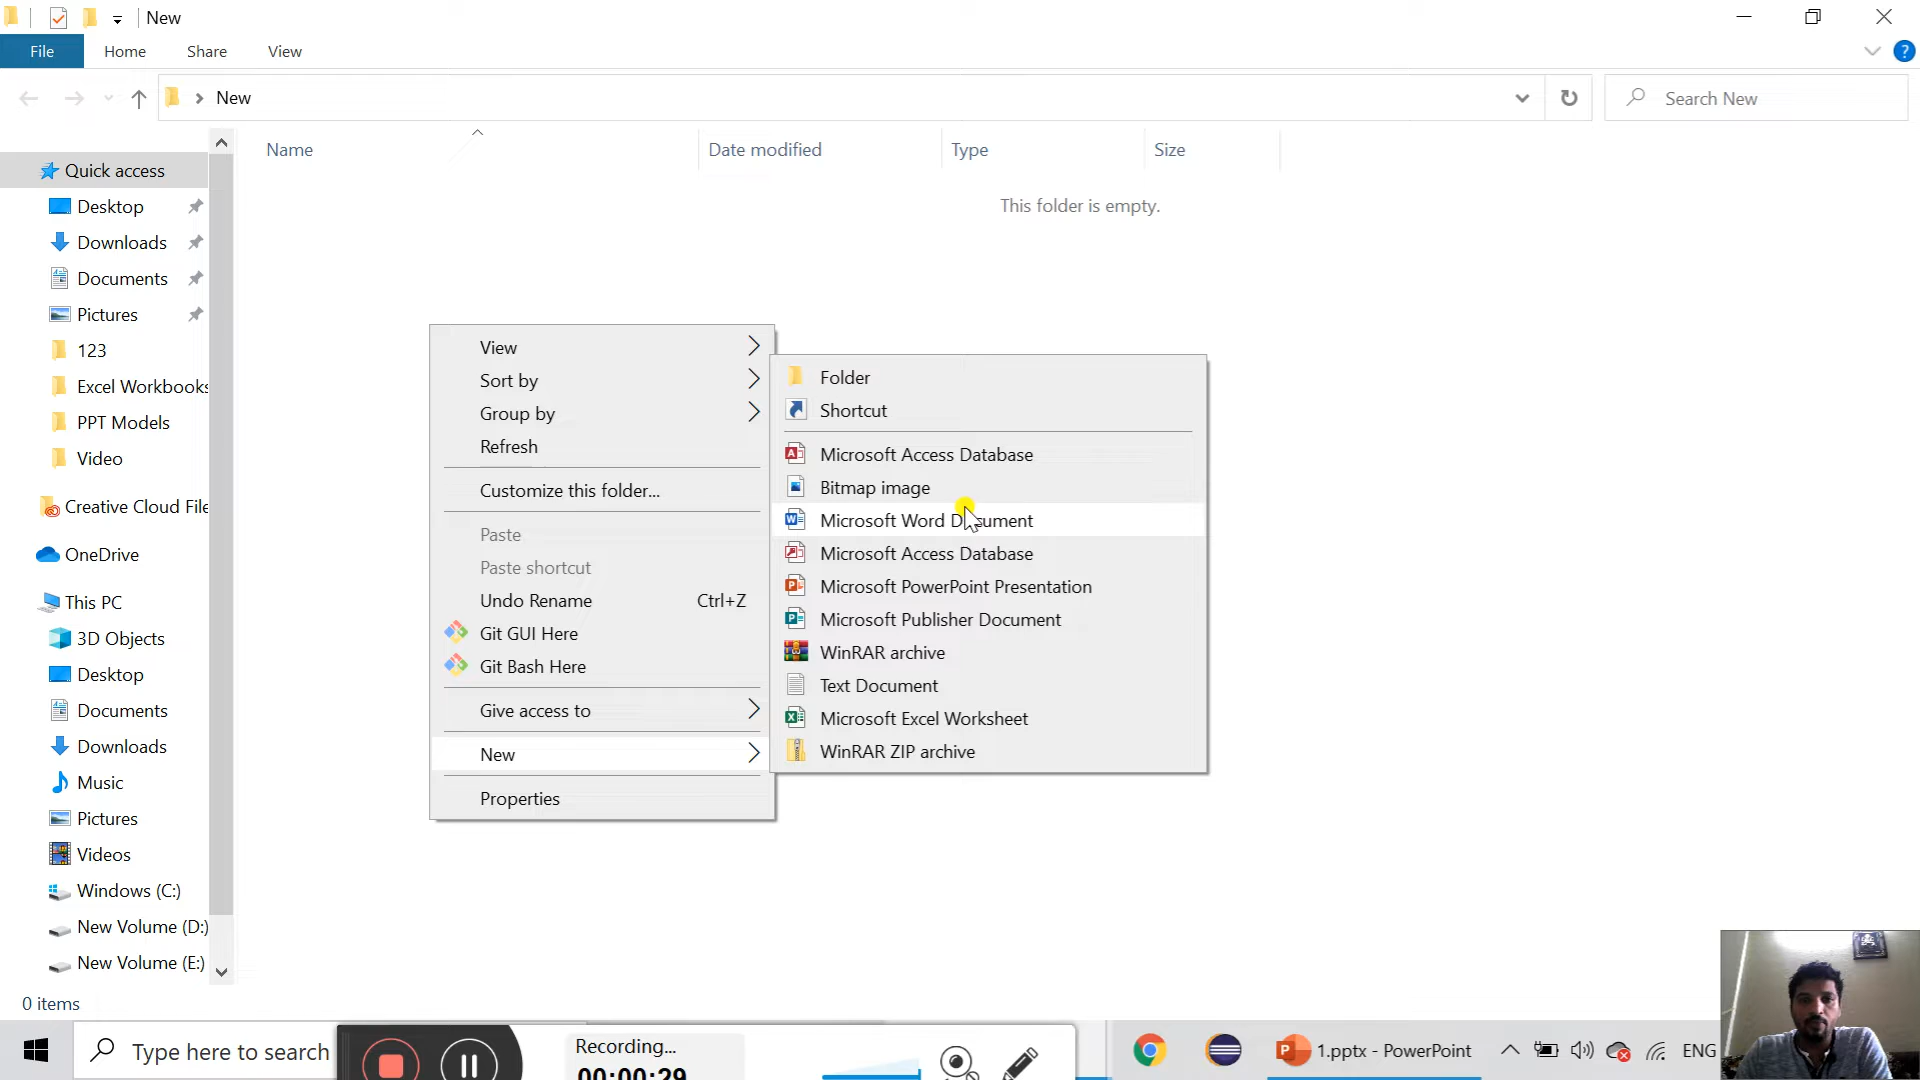 New
File Home Share View
New
Search New
Name Date modified Type Size
This folder is empty.
Quick access
Desktop
Downloads
Documents
Pictures
123
Excel Workbooks
PPT Models
Video
Creative Cloud File
OneDrive
This PC
3D Objects
Desktop
Documents
Downloads
Music
Pictures
Videos
Windows (C:)
New Volume (D:)
New Volume (E:)
View
Sort by
Group by
Refresh
Customize this folder...
Paste
Paste shortcut
Undo Rename Ctrl+Z
Git GUI Here
Git Bash Here
Give access to
New
Properties
Folder
Shortcut
Microsoft Access Database
Bitmap image
Microsoft Word Document
Microsoft Access Database
Microsoft PowerPoint Presentation
Microsoft Publisher Document
WinRAR archive
Text Document
Microsoft Excel Worksheet
WinRAR ZIP archive
0 items
Type here to search
Recording...
00:00:29
1.pptx - PowerPoint
ENG